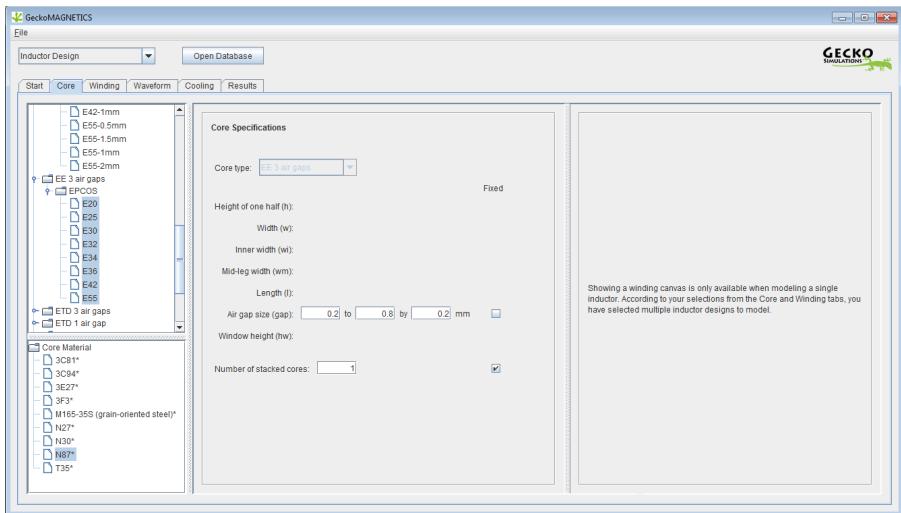 GeckoMAGNETICS
File
Inductor Design
Open Database
GECKO
SIMULATIONS
Start Core Winding Waveform Cooling Results
E42-1mm
E55-0.5mm
E55-1.5mm
E55-1mm
E55-2mm
EE 3 air gaps
EPCOS
E20
E25
E30
E32
E34
E36
E42
E55
ETD 3 air gaps
ETD 1 air gap
Core Material
3C81*
3C94*
3E27*
3F3*
M165-35S (grain-oriented steel)*
N27*
N30*
N87*
T35*
Core Specifications
Core type: EE 3 air gaps
Fixed
Height of one half (h):
Width (w):
Inner width (wi):
Mid-leg width (wm):
Length (l):
Air gap size (gap): 0.2 to 0.8 by 0.2 mm
Window height (hw):
Number of stacked cores: 1
Showing a winding canvas is only available when modeling a single
inductor. According to your selections from the Core and Winding tabs, you
have selected multiple inductor designs to model.